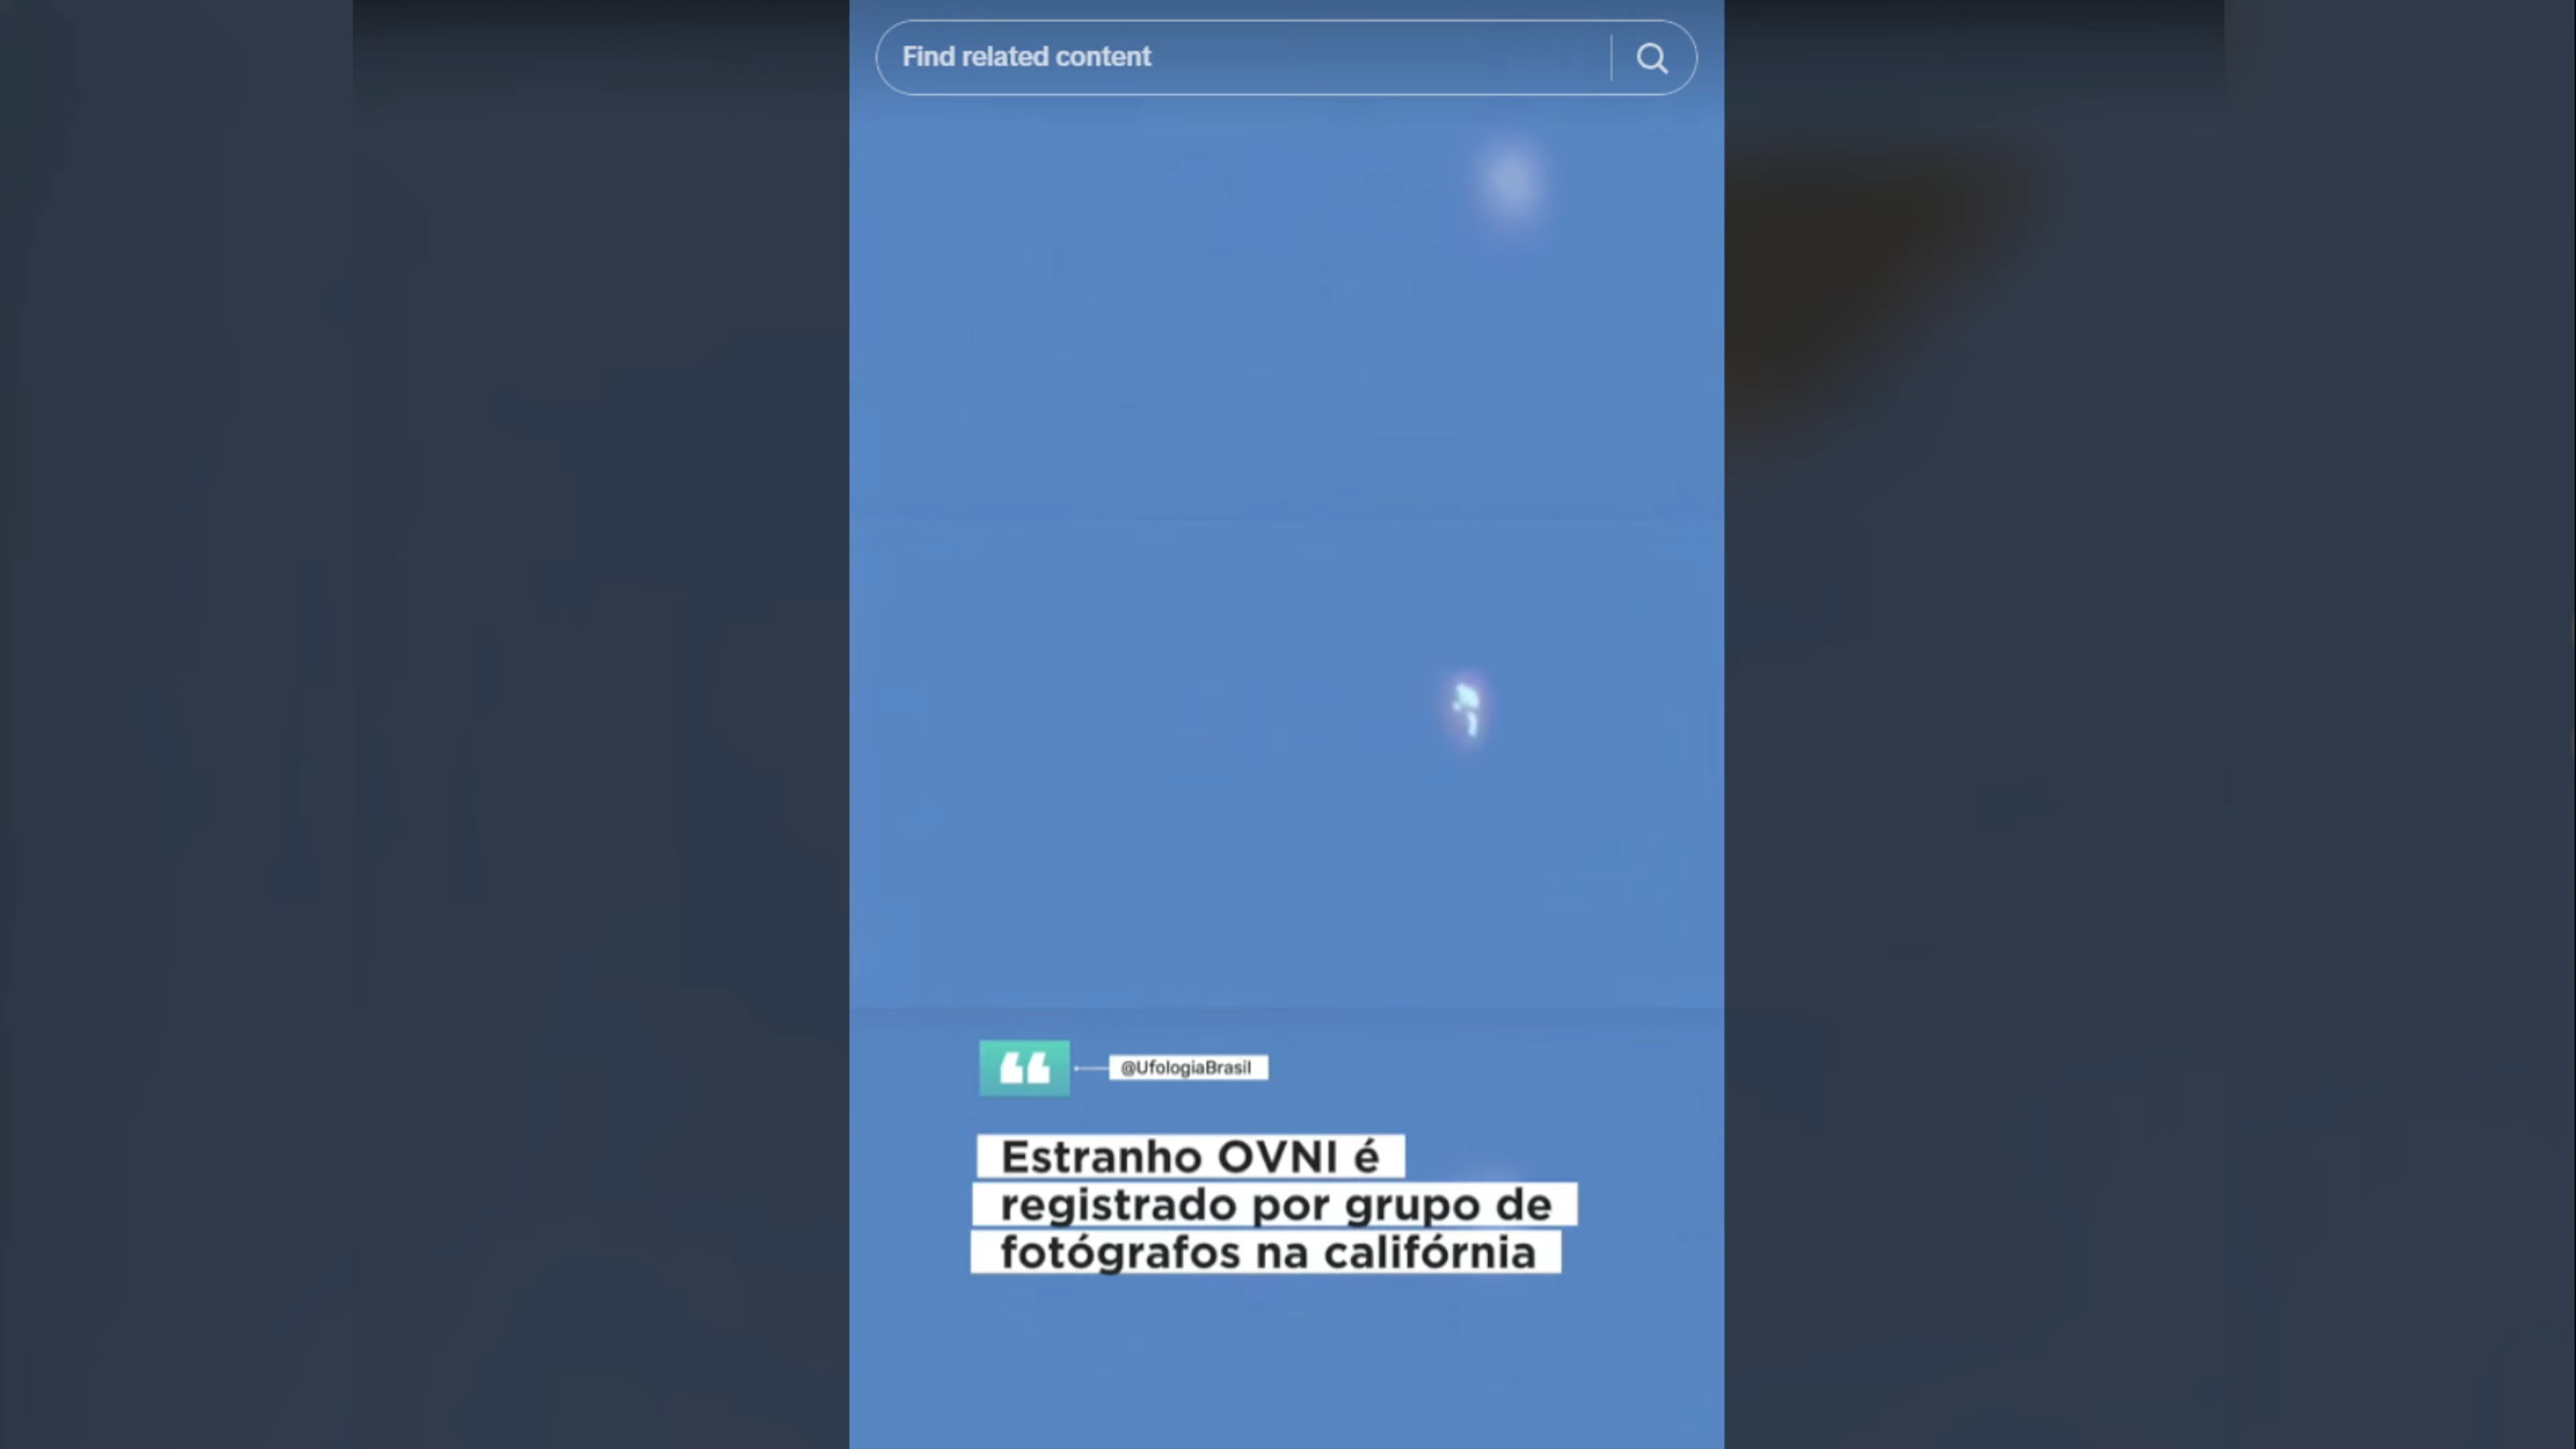 Find related content
@UfologiaBrasil
Estranho OVNI é
registrado por grupo de
fotógrafos na califórnia